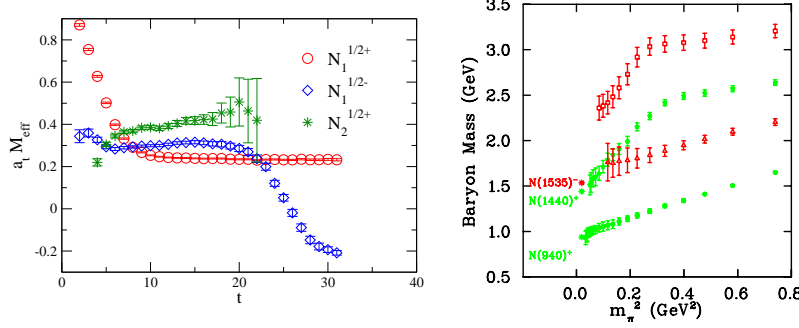 0.8
0.6
0.4
0.2
0
-0.2
a_t M_eff
N_1^1/2+
N_1^1/2-
N_2^1/2+
0 10 20 30 40
t
3.5
3.0
2.5
2.0
1.5
1.0
0.5
Baryon Mass (GeV)
N(1535)^-
N(1440)^+
N(940)^+
0.0 0.2 0.4 0.6 0.8
m_π^2 (GeV^2)